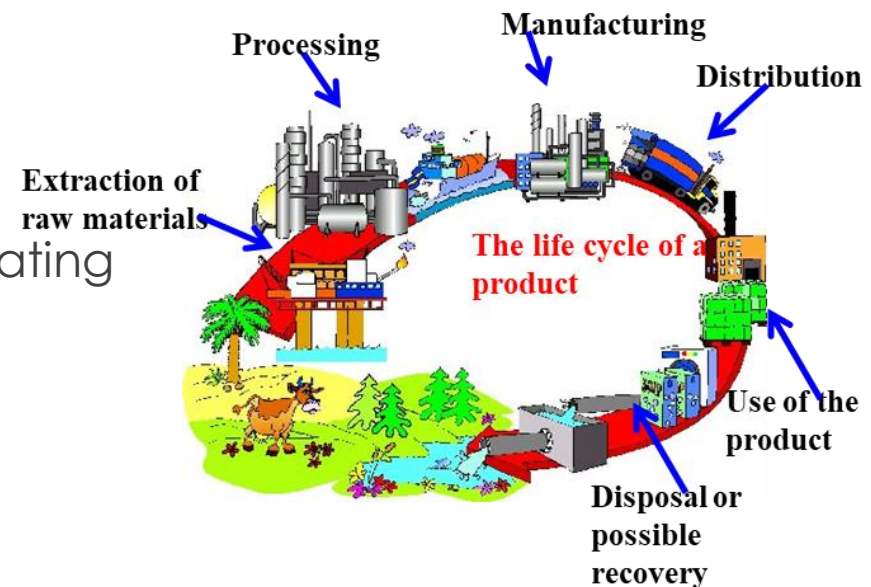 Manufacturing
Processing
Distribution
Extraction of
raw materials
ating
The life cycle of a
product
Use of the
product
Disposal or
possible
recovery